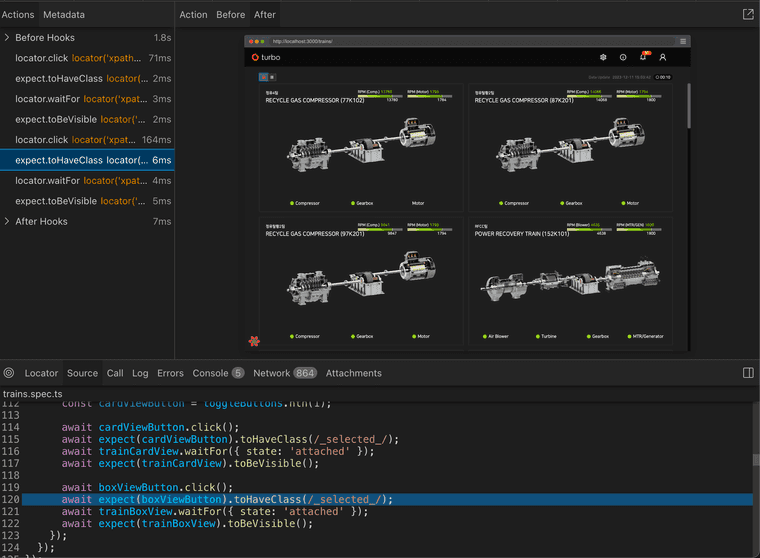 Actions Metadata
Action Before After
Before Hooks 1.8s
locator.click locator('xpath... 71ms
expect.toHaveClass locator(... 2ms
locator.waitFor locator('xpat... 3ms
expect.toBeVisible locator('... 2ms
locator.click locator('xpat... 164ms
expect.toHaveClass locator(... 6ms
locator.waitFor locator('xpat... 4ms
expect.toBeVisible locator('... 5ms
After Hooks 7ms
http://localhost:3000/trains/
turbo
RECYCLE GAS COMPRESSOR (77K102)
RPM (Comp.)
RPM (Motor)
Compressor Gearbox Motor
RECYCLE GAS COMPRESSOR (87K201)
RPM (Comp.)
RPM (Motor)
Compressor Gearbox Motor
RECYCLE GAS COMPRESSOR (97K201)
RPM (Comp.)
RPM (Motor)
Compressor Gearbox Motor
POWER RECOVERY TRAIN (152K101)
RPM (Blower)
RPM (MTR/GEN)
Air Blower Turbine Gearbox MTR/Generator
Locator Source Call Log Errors Console 5 Network 864 Attachments
trains.spec.ts
112 const cardViewButton = toggleButtons.nth(1);
113
114 await cardViewButton.click();
115 await expect(cardViewButton).toHaveClass(/_selected_/);
116 await trainCardView.waitFor({ state: 'attached' });
117 await expect(trainCardView).toBeVisible();
118
119 await boxViewButton.click();
120 await expect(boxViewButton).toHaveClass(/_selected_/);
121 await trainBoxView.waitFor({ state: 'attached' });
122 await expect(trainBoxView).toBeVisible();
123 });
124 });